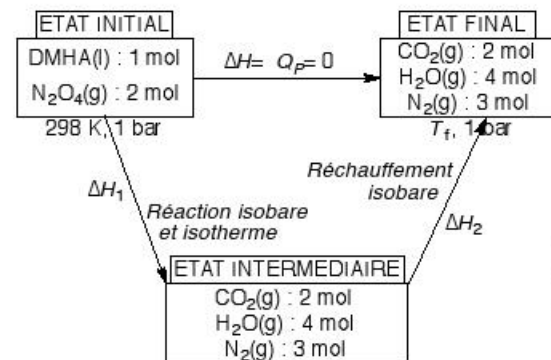 ETAT INITIAL
DMHA(l) : 1 mol
N₂O₄(g) : 2 mol
298 K, 1 bar
ΔH= Q_P= 0
ETAT FINAL
CO₂(g) : 2 mol
H₂O(g) : 4 mol
N₂(g) : 3 mol
T_f, 1 bar
ΔH₁
Réaction isobare
et isotherme
Réchauffement
isobare
ΔH₂
ETAT INTERMEDIAIRE
CO₂(g) : 2 mol
H₂O(g) : 4 mol
N₂(g) : 3 mol